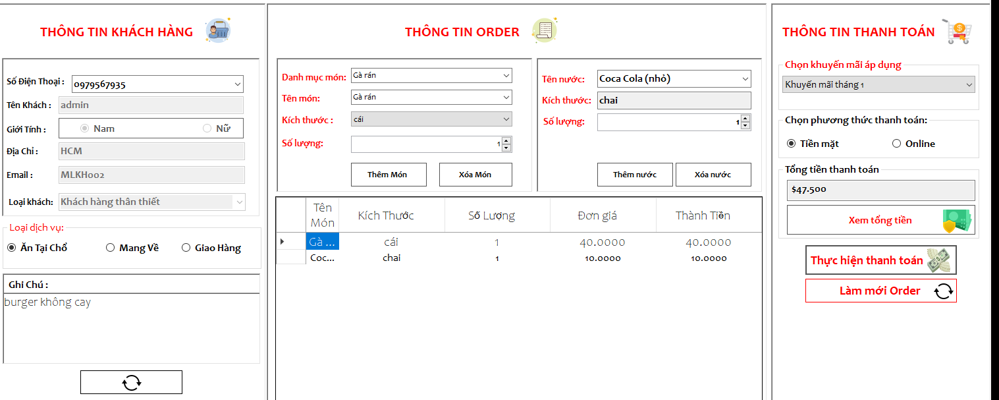 THÔNG TIN KHÁCH HÀNG
Số Điện Thoại :
0979567935
Tên Khách :
admin
Giới Tính :
Nam
Nữ
Địa Chỉ :
HCM
Email :
MLKH002
Loại khách:
Khách hàng thân thiết
Loại dịch vụ:
Ăn Tại Chổ
Mang Về
Giao Hàng
Ghi Chú :
burger không cay
THÔNG TIN ORDER
Danh mục món:
Gà rán
Tên món:
Gà rán
Kích thước :
cái
Số lượng:
1
Thêm Món
Xóa Món
Tên nước:
Coca Cola (nhỏ)
Kích thước:
chai
Số lượng:
1
Thêm nước
Xóa nước
Tên Món
Kích Thước
Số Lượng
Đơn giá
Thành Tiền
Gà ...
cái
1
40.0000
40.0000
Coc...
chai
1
10.0000
10.0000
THÔNG TIN THANH TOÁN
Chọn khuyến mãi áp dụng
Khuyến mãi tháng 1
Chọn phương thức thanh toán:
Tiền mặt
Online
Tổng tiền thanh toán
$47.500
Xem tổng tiền
Thực hiện thanh toán
Làm mới Order